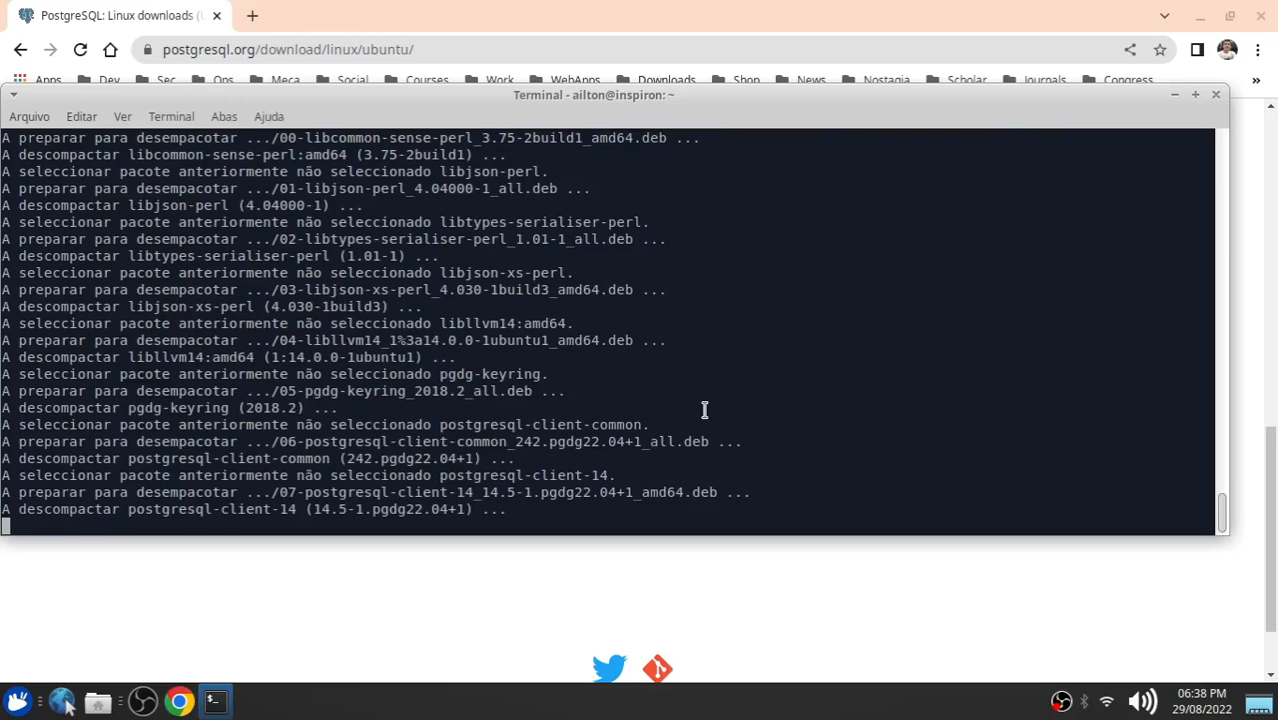 PostgreSQL: Linux downloads (U
postgresql.org/download/linux/ubuntu/
Apps Dev Sec Ops Meca Social Courses Work WebApps Downloads Shop News Nostagia Scholar Journals Congress »
Terminal - ailton@inspiron: ~
Arquivo Editar Ver Terminal Abas Ajuda
A preparar para desempacotar .../00-libcommon-sense-perl_3.75-2build1_amd64.deb ...
A descompactar libcommon-sense-perl:amd64 (3.75-2build1) ...
A seleccionar pacote anteriormente não seleccionado libjson-perl.
A preparar para desempacotar .../01-libjson-perl_4.04000-1_all.deb ...
A descompactar libjson-perl (4.04000-1) ...
A seleccionar pacote anteriormente não seleccionado libtypes-serialiser-perl.
A preparar para desempacotar .../02-libtypes-serialiser-perl_1.01-1_all.deb ...
A descompactar libtypes-serialiser-perl (1.01-1) ...
A seleccionar pacote anteriormente não seleccionado libjson-xs-perl.
A preparar para desempacotar .../03-libjson-xs-perl_4.030-1build3_amd64.deb ...
A descompactar libjson-xs-perl (4.030-1build3) ...
A seleccionar pacote anteriormente não seleccionado libllvm14:amd64.
A preparar para desempacotar .../04-libllvm14_1%3a14.0.0-1ubuntu1_amd64.deb ...
A descompactar libllvm14:amd64 (1:14.0.0-1ubuntu1) ...
A seleccionar pacote anteriormente não seleccionado pgdg-keyring.
A preparar para desempacotar .../05-pgdg-keyring_2018.2_all.deb ...
A descompactar pgdg-keyring (2018.2) ...
A seleccionar pacote anteriormente não seleccionado postgresql-client-common.
A preparar para desempacotar .../06-postgresql-client-common_242.pgdg22.04+1_all.deb ...
A descompactar postgresql-client-common (242.pgdg22.04+1) ...
A seleccionar pacote anteriormente não seleccionado postgresql-client-14.
A preparar para desempacotar .../07-postgresql-client-14_14.5-1.pgdg22.04+1_amd64.deb ...
A descompactar postgresql-client-14 (14.5-1.pgdg22.04+1) ...
06:38 PM
29/08/2022